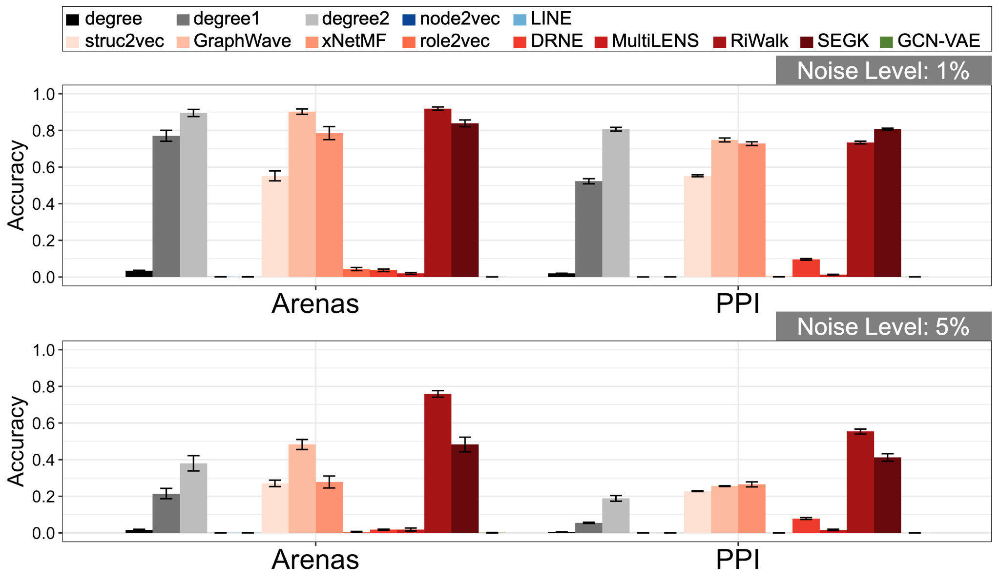 degree degree1 degree2 node2vec LINE
struc2vec GraphWave xNetMF role2vec DRNE MultiLENS RiWalk SEGK GCN-VAE
Noise Level: 1%
Accuracy
1.0
0.8
0.6
0.4
0.2
0.0
Arenas PPI
Noise Level: 5%
Accuracy
1.0
0.8
0.6
0.4
0.2
0.0
Arenas PPI